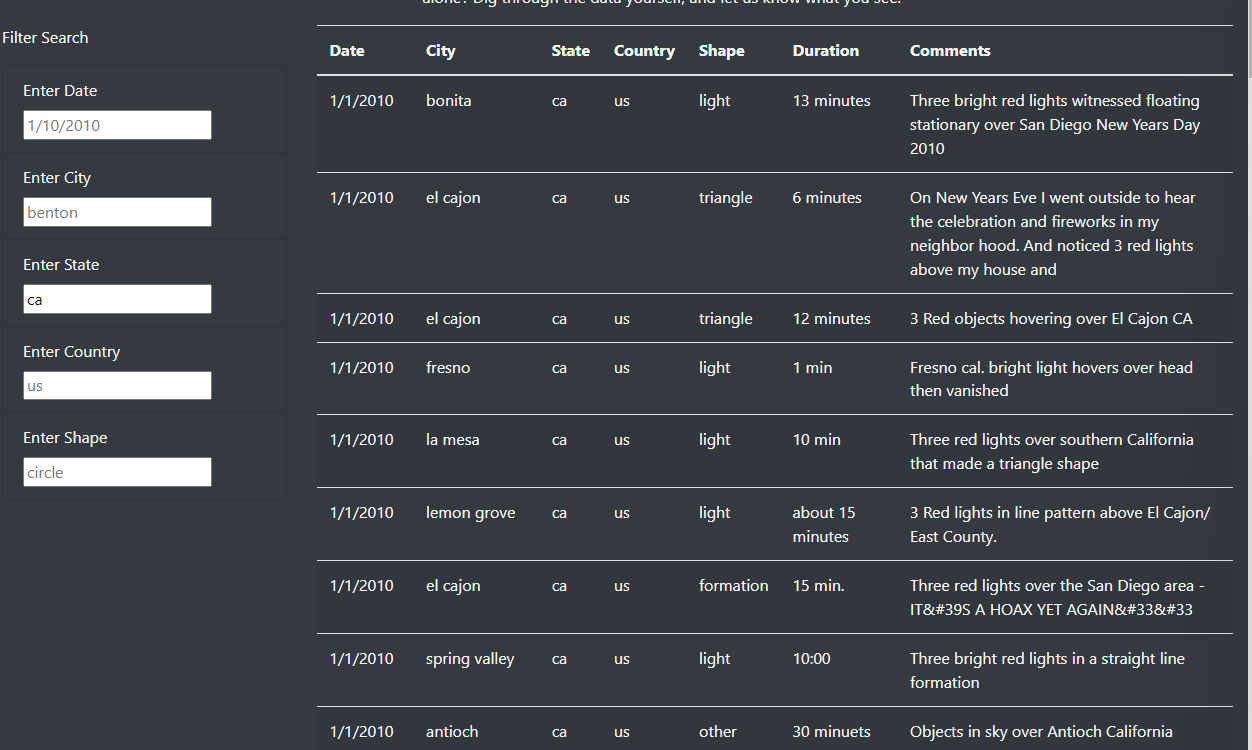 alone? Dig through the data yourself, and let us know what you see.
Filter Search
Enter Date
1/10/2010
Enter City
benton
Enter State
ca
Enter Country
us
Enter Shape
circle
Date City State Country Shape Duration Comments
1/1/2010 bonita ca us light 13 minutes Three bright red lights witnessed floating
stationary over San Diego New Years Day
2010
1/1/2010 el cajon ca us triangle 6 minutes On New Years Eve I went outside to hear
the celebration and fireworks in my
neighbor hood. And noticed 3 red lights
above my house and
1/1/2010 el cajon ca us triangle 12 minutes 3 Red objects hovering over El Cajon CA
1/1/2010 fresno ca us light 1 min Fresno cal. bright light hovers over head
then vanished
1/1/2010 la mesa ca us light 10 min Three red lights over southern California
that made a triangle shape
1/1/2010 lemon grove ca us light about 15 3 Red lights in line pattern above El Cajon/
minutes East County.
1/1/2010 el cajon ca us formation 15 min. Three red lights over the San Diego area -
IT&#39S A HOAX YET AGAIN&#33&#33
1/1/2010 spring valley ca us light 10:00 Three bright red lights in a straight line
formation
1/1/2010 antioch ca us other 30 minuets Objects in sky over Antioch California